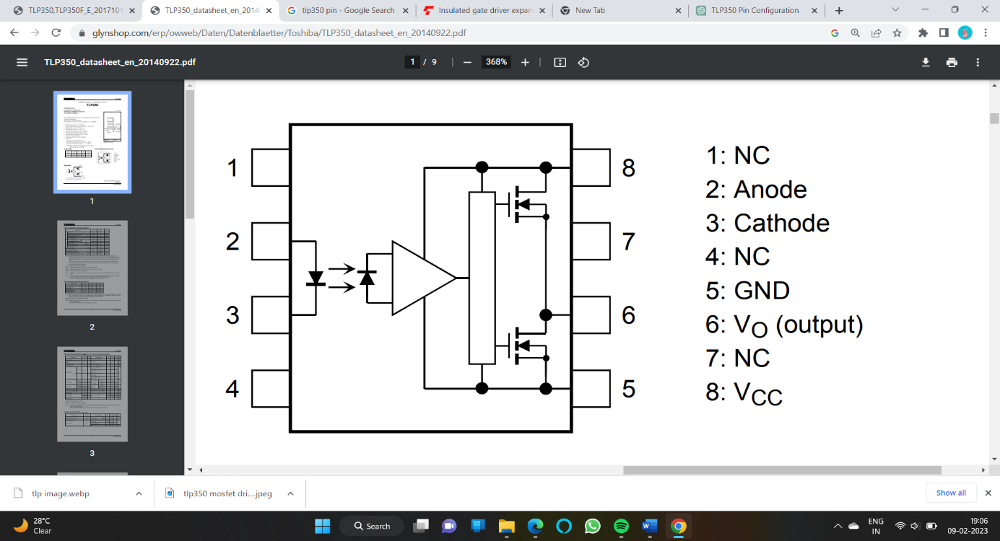 TLP350,TLP350F_E_2017101
TLP350_datasheet_en_2014
tlp350 pin - Google Search
Insulated gate driver expan
New Tab
TLP350 Pin Configuration
glynshop.com/erp/owweb/Daten/Datenblaetter/Toshiba/TLP350_datasheet_en_20140922.pdf
TLP350_datasheet_en_20140922.pdf
1 / 9
368%
1
2
3
1
2
3
4
8
7
6
5
1: NC
2: Anode
3: Cathode
4: NC
5: GND
6: VO (output)
7: NC
8: VCC
tlp image.webp
tlp350 mosfet dri....jpeg
Show all
28°C
Clear
Search
ENG
IN
19:06
09-02-2023